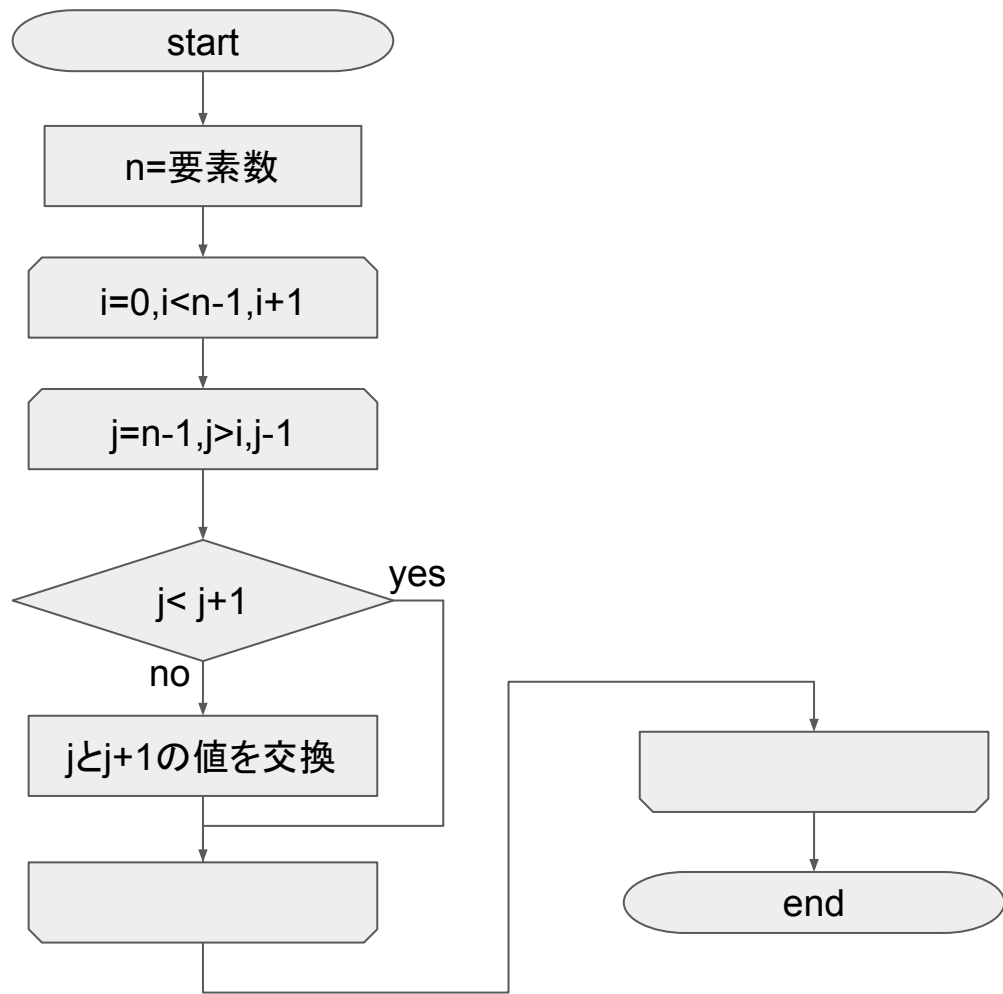 start
n=要素数
i=0,i<n-1,i+1
j=n-1,j>i,j-1
j< j+1
yes
no
jとj+1の値を交換
end